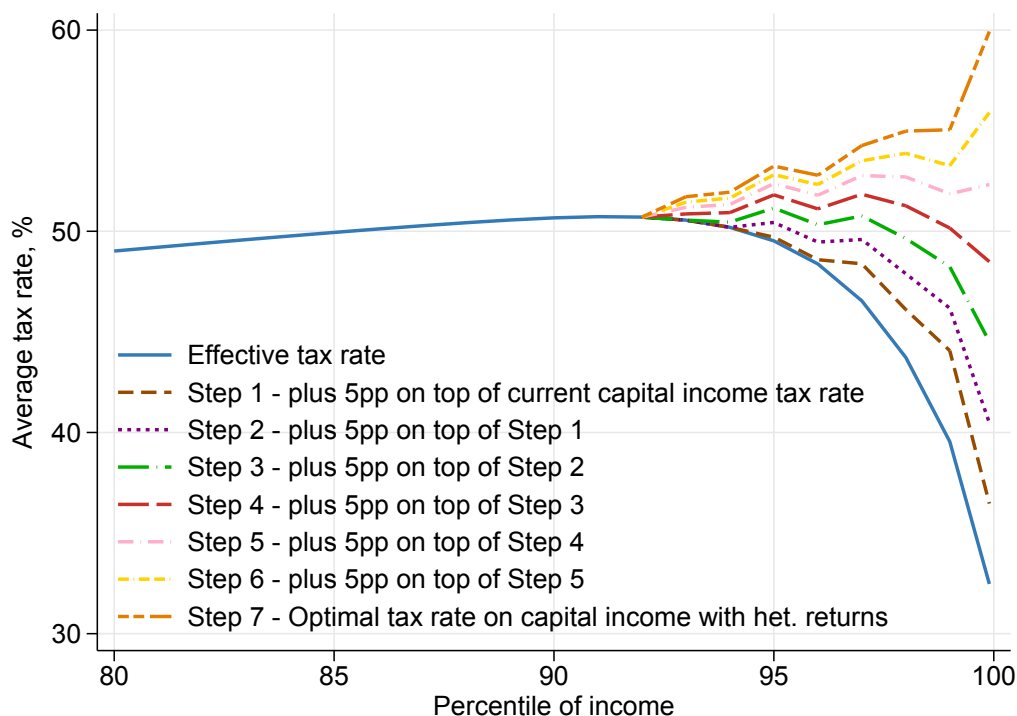 60
50
40
30
Average tax rate, %
Effective tax rate
Step 1 - plus 5pp on top of current capital income tax rate
Step 2 - plus 5pp on top of Step 1
Step 3 - plus 5pp on top of Step 2
Step 4 - plus 5pp on top of Step 3
Step 5 - plus 5pp on top of Step 4
Step 6 - plus 5pp on top of Step 5
Step 7 - Optimal tax rate on capital income with het. returns
80 85 90 95 100
Percentile of income